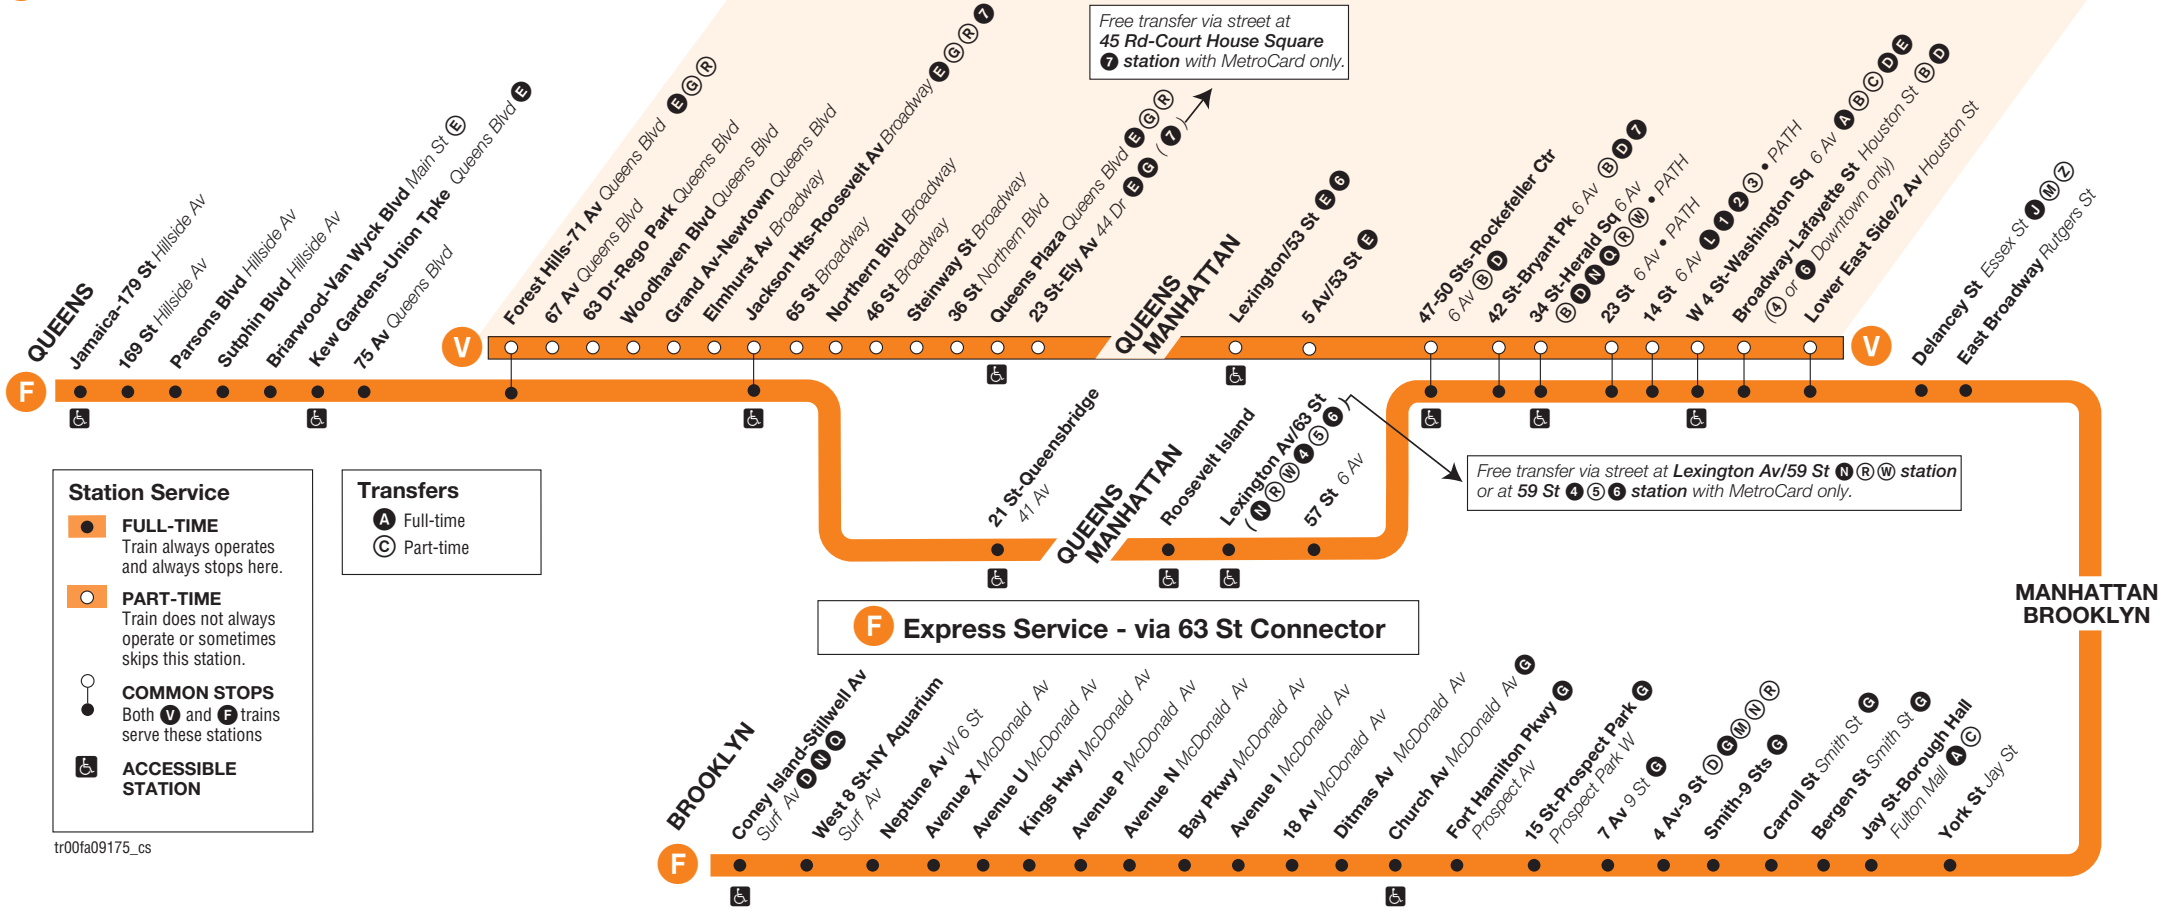 Free transfer via street at
45 Rd-Court House Square
7 station with MetroCard only.
QUEENS
Jamaica-179 St Hillside Av
169 St Hillside Av
Parsons Blvd Hillside Av
Sutphin Blvd Hillside Av
Briarwood-Van Wyck Blvd Main St E
Kew Gardens-Union Tpke Queens Blvd E
75 Av Queens Blvd
V
Forest Hills-71 Av Queens Blvd E G R
67 Av Queens Blvd
63 Dr-Rego Park Queens Blvd
Woodhaven Blvd Queens Blvd
Grand Av-Newtown Queens Blvd
Elmhurst Av Broadway
Jackson Hts-Roosevelt Av Broadway E G R 7
65 St Broadway
Northern Blvd Broadway
46 St Broadway
Steinway St Broadway
36 St Northern Blvd
Queens Plaza Queens Blvd E G R
23 St-Ely Av 44 Dr E G ( 7 )
QUEENS
MANHATTAN
Lexington/53 St E 6
5 Av/53 St E
47-50 Sts-Rockefeller Ctr
6 Av B D
42 St-Bryant Pk 6 Av B D 7
34 St-Herald Sq 6 Av
B D N Q R W • PATH
23 St 6 Av • PATH
14 St 6 Av L 1 2 3 • PATH
W 4 St-Washington Sq 6 Av A B C D E
Broadway-Lafayette St Houston St B D
(4 or 6 Downtown only)
Lower East Side/2 Av Houston St
V
Delancey St Essex St J M Z
East Broadway Rutgers St
F
21 St-Queensbridge
41 Av
QUEENS
MANHATTAN
Roosevelt Island
Lexington Av/63 St
( N R W 4 5 6 )
57 St 6 Av
Free transfer via street at Lexington Av/59 St N R W station
or at 59 St 4 5 6 station with MetroCard only.
Station Service
FULL-TIME
Train always operates
and always stops here.
PART-TIME
Train does not always
operate or sometimes
skips this station.
COMMON STOPS
Both V and F trains
serve these stations
ACCESSIBLE
STATION
tr00fa09175_cs
Transfers
A Full-time
C Part-time
F Express Service - via 63 St Connector
MANHATTAN
BROOKLYN
BROOKLYN
F
Coney Island-Stillwell Av
Surf Av D N Q
West 8 St-NY Aquarium
Surf Av
Neptune Av W 6 St
Avenue X McDonald Av
Avenue U McDonald Av
Kings Hwy McDonald Av
Avenue P McDonald Av
Avenue N McDonald Av
Bay Pkwy McDonald Av
Avenue I McDonald Av
18 Av McDonald Av
Ditmas Av McDonald Av
Church Av McDonald Av G
Fort Hamilton Pkwy G
Prospect Av
15 St-Prospect Park G
Prospect Park W
7 Av 9 St G
4 Av-9 St D G M N R
Smith-9 Sts G
Carroll St Smith St G
Bergen St Smith St G
Jay St-Borough Hall
Fulton Mall A C
York St Jay St